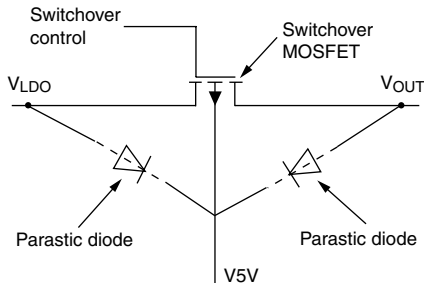 Switchover
control
Switchover
MOSFET
VLDO
VOUT
Parastic diode
Parastic diode
V5V